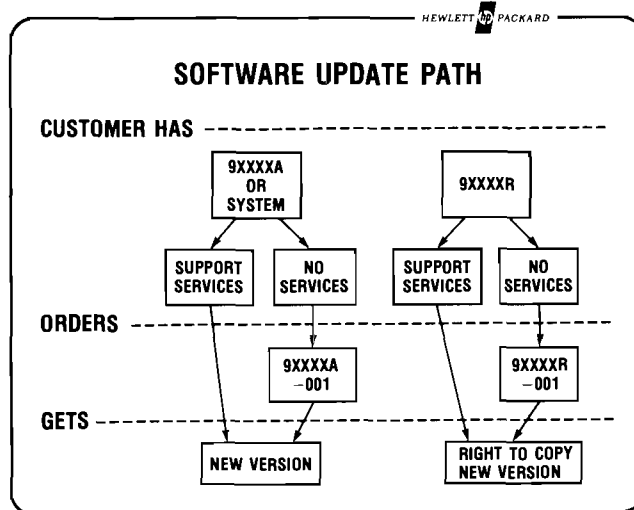 HEWLETT hp PACKARD
SOFTWARE UPDATE PATH
CUSTOMER HAS
9XXXXA
OR
SYSTEM
9XXXXR
SUPPORT
SERVICES
NO
SERVICES
SUPPORT
SERVICES
NO
SERVICES
ORDERS
9XXXXA
-001
9XXXXR
-001
GETS
NEW VERSION
RIGHT TO COPY
NEW VERSION